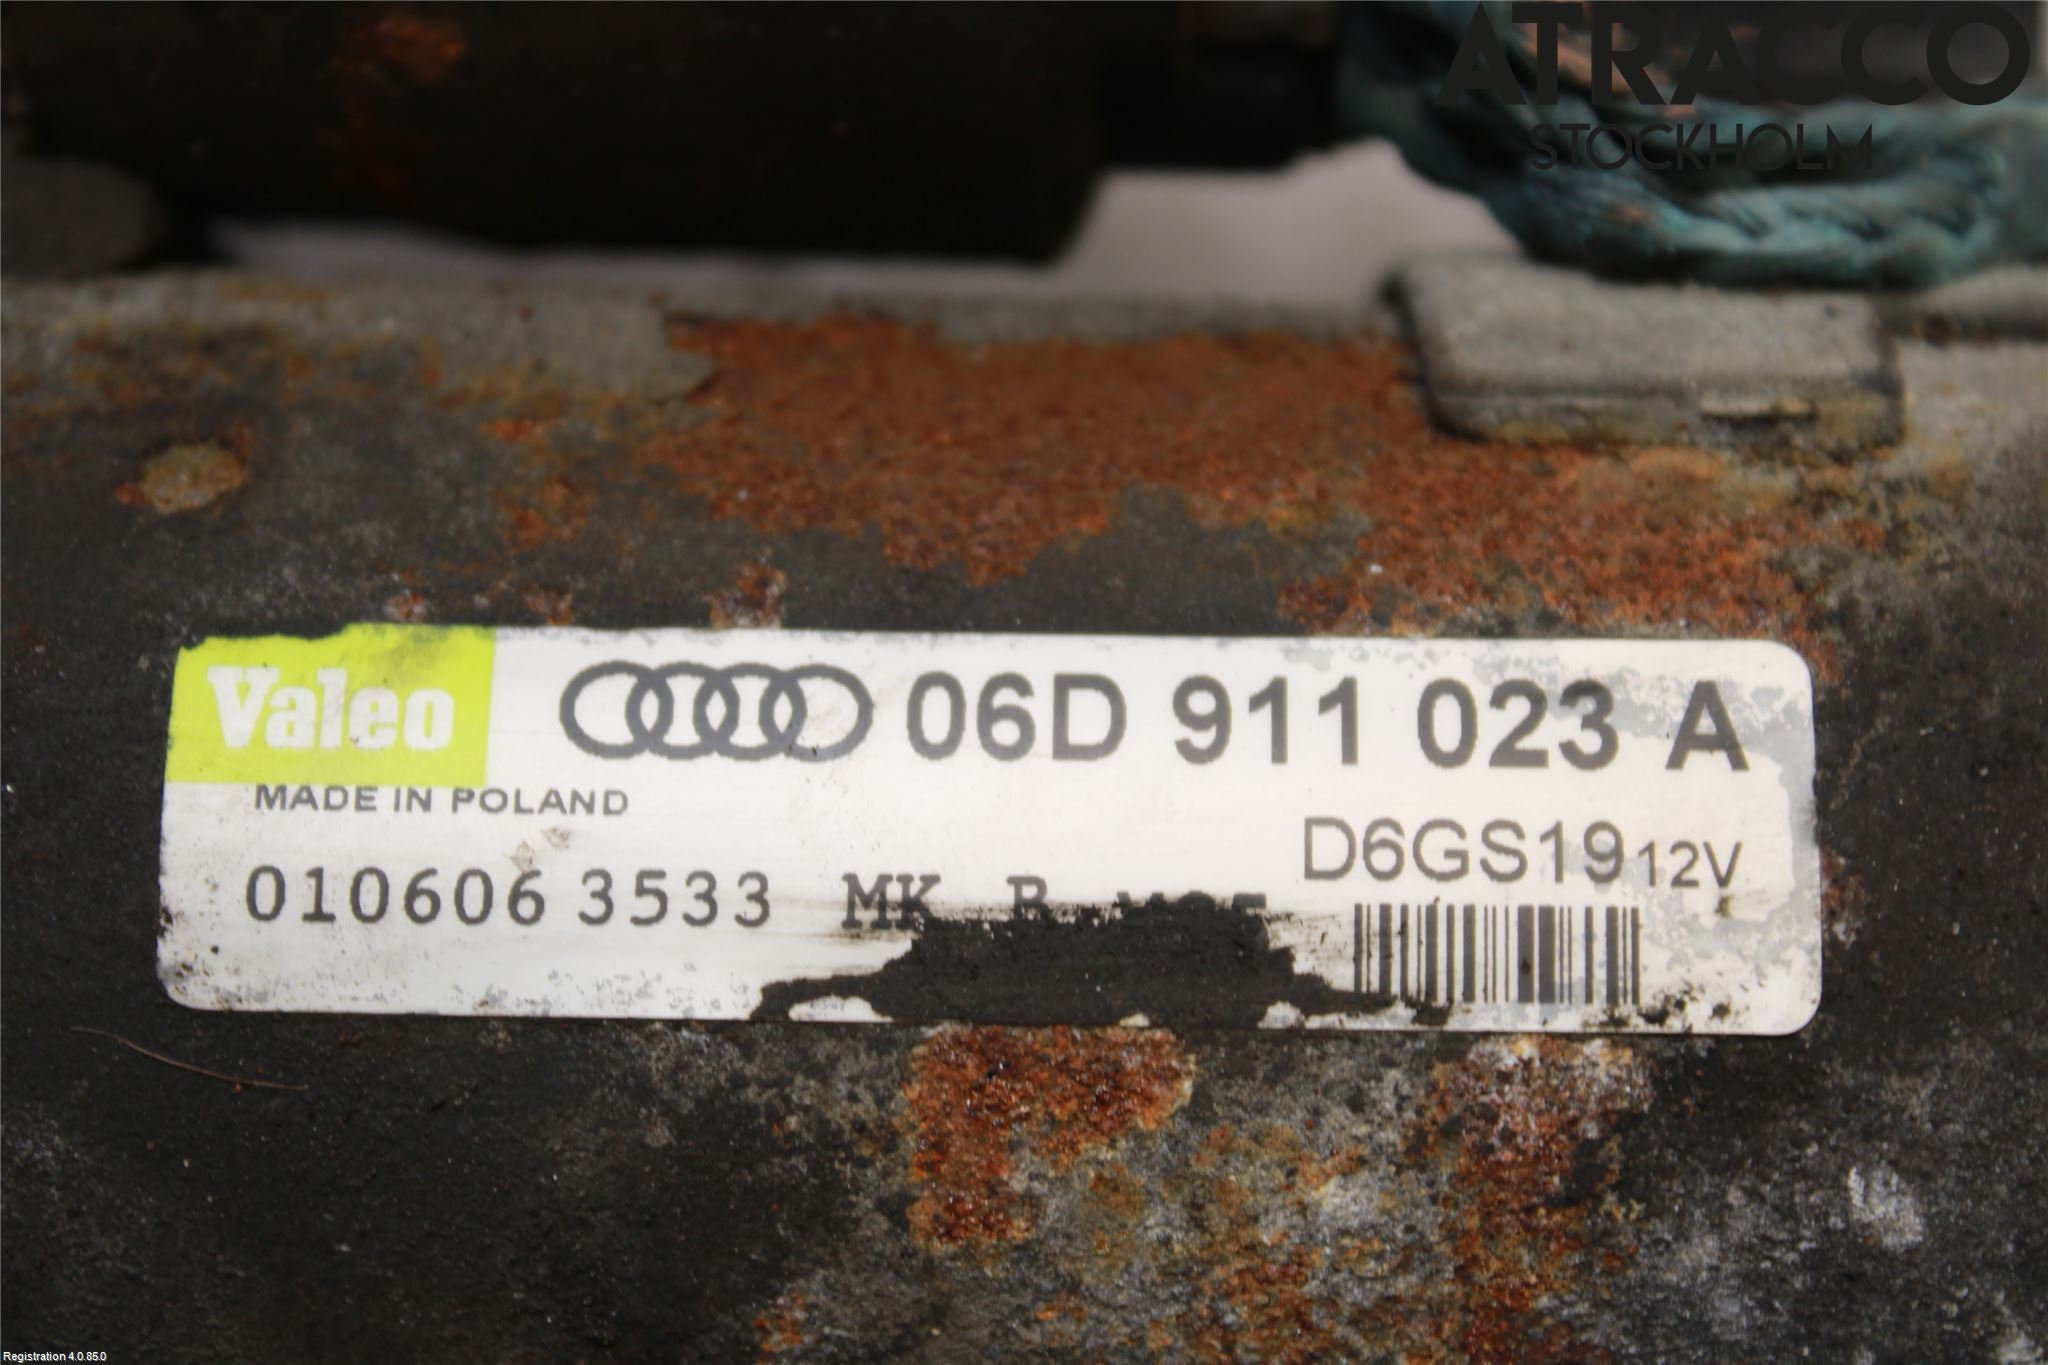 ATRACCO
STOCKHOLM
Valeo 06D 911 023 A
MADE IN POLAND
D6GS19 12V
010606 3533 MK
Registration 4.0.85.0